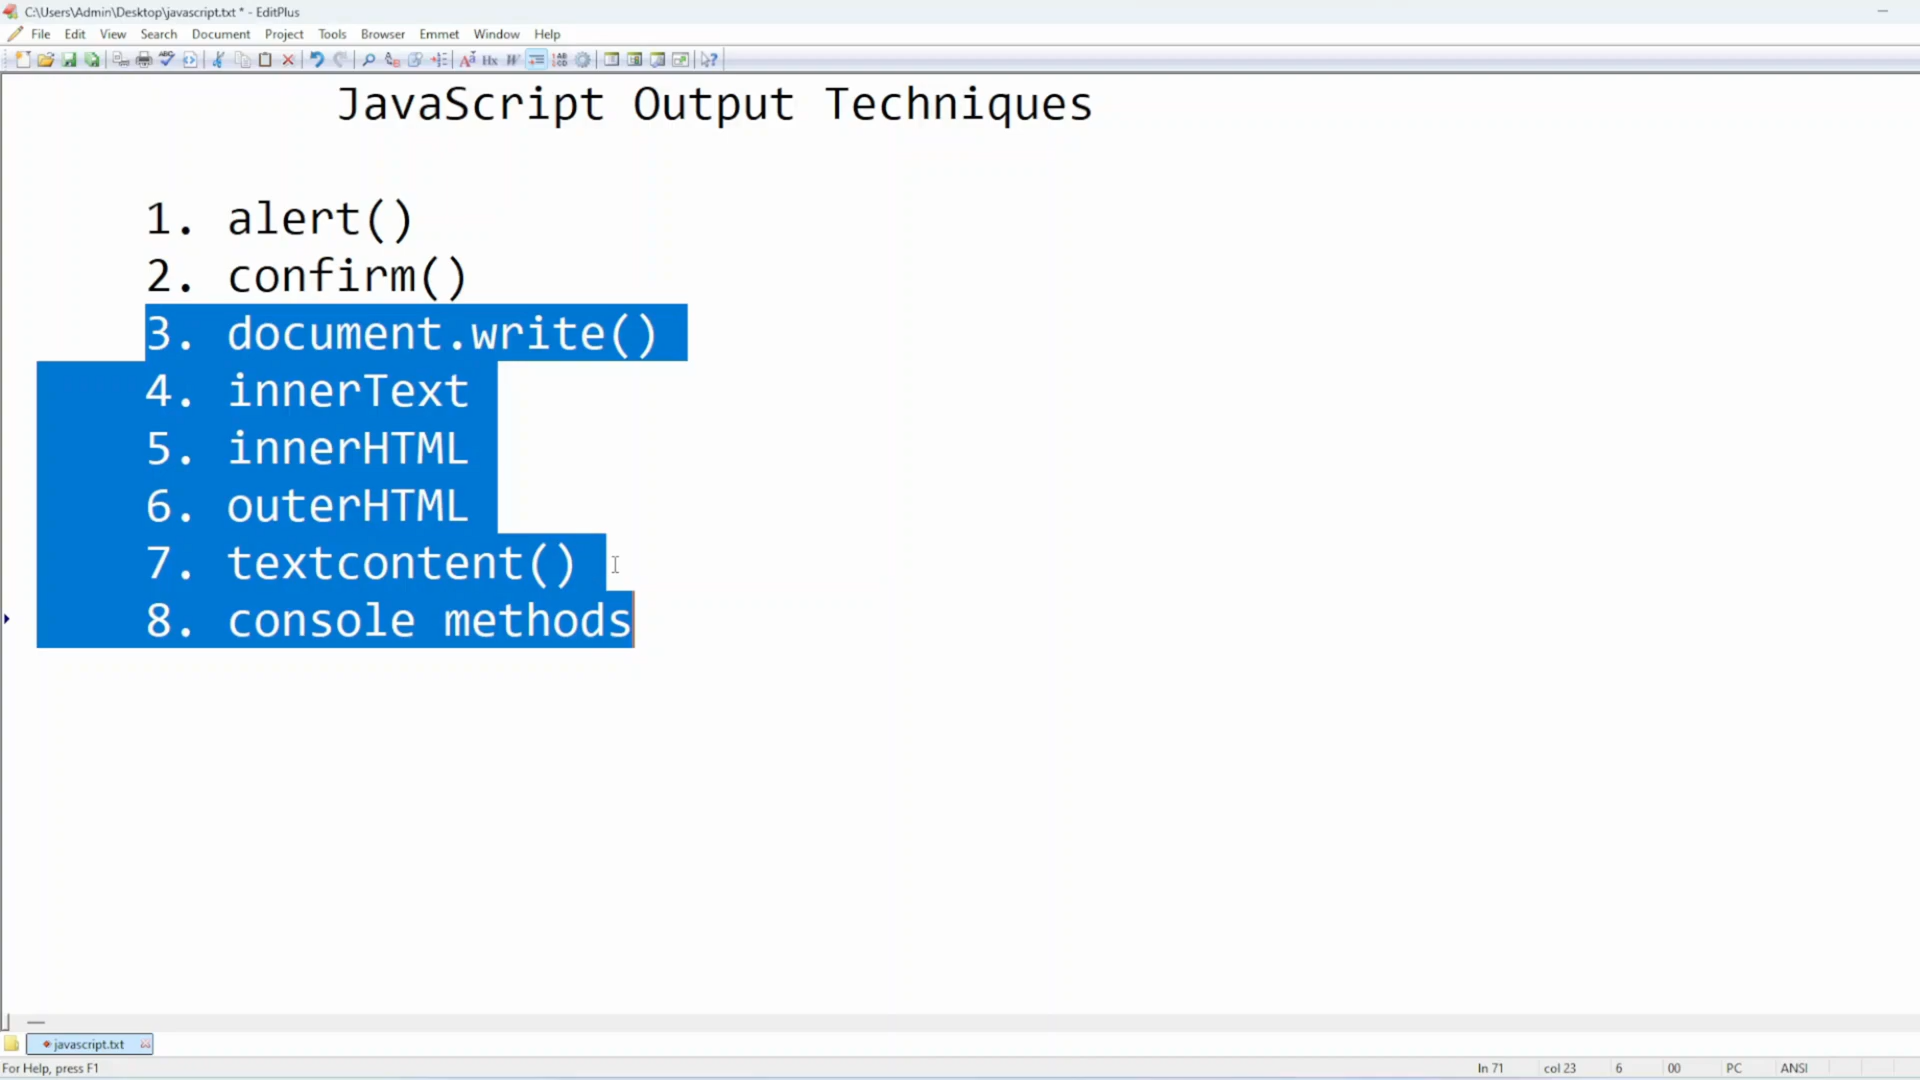 C:\Users\Admin\Desktop\javascript.txt * - EditPlus
File Edit View Search Document Project Tools Browser Emmet Window Help
JavaScript Output Techniques
1. alert()
2. confirm()
3. document.write()
4. innerText
5. innerHTML
6. outerHTML
7. textcontent()
8. console methods
javascript.txt
For Help, press F1
ln 71
col 23
6
00
PC
ANSI